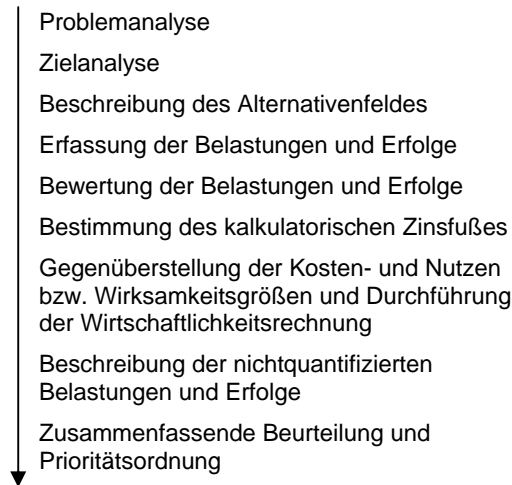 Problemanalyse
Zielanalyse
Beschreibung des Alternativenfeldes
Erfassung der Belastungen und Erfolge
Bewertung der Belastungen und Erfolge
Bestimmung des kalkulatorischen Zinsfußes
Gegenüberstellung der Kosten- und Nutzen
bzw. Wirksamkeitsgrößen und Durchführung
der Wirtschaftlichkeitsrechnung
Beschreibung der nichtquantifizierten
Belastungen und Erfolge
Zusammenfassende Beurteilung und
Prioritätsordnung